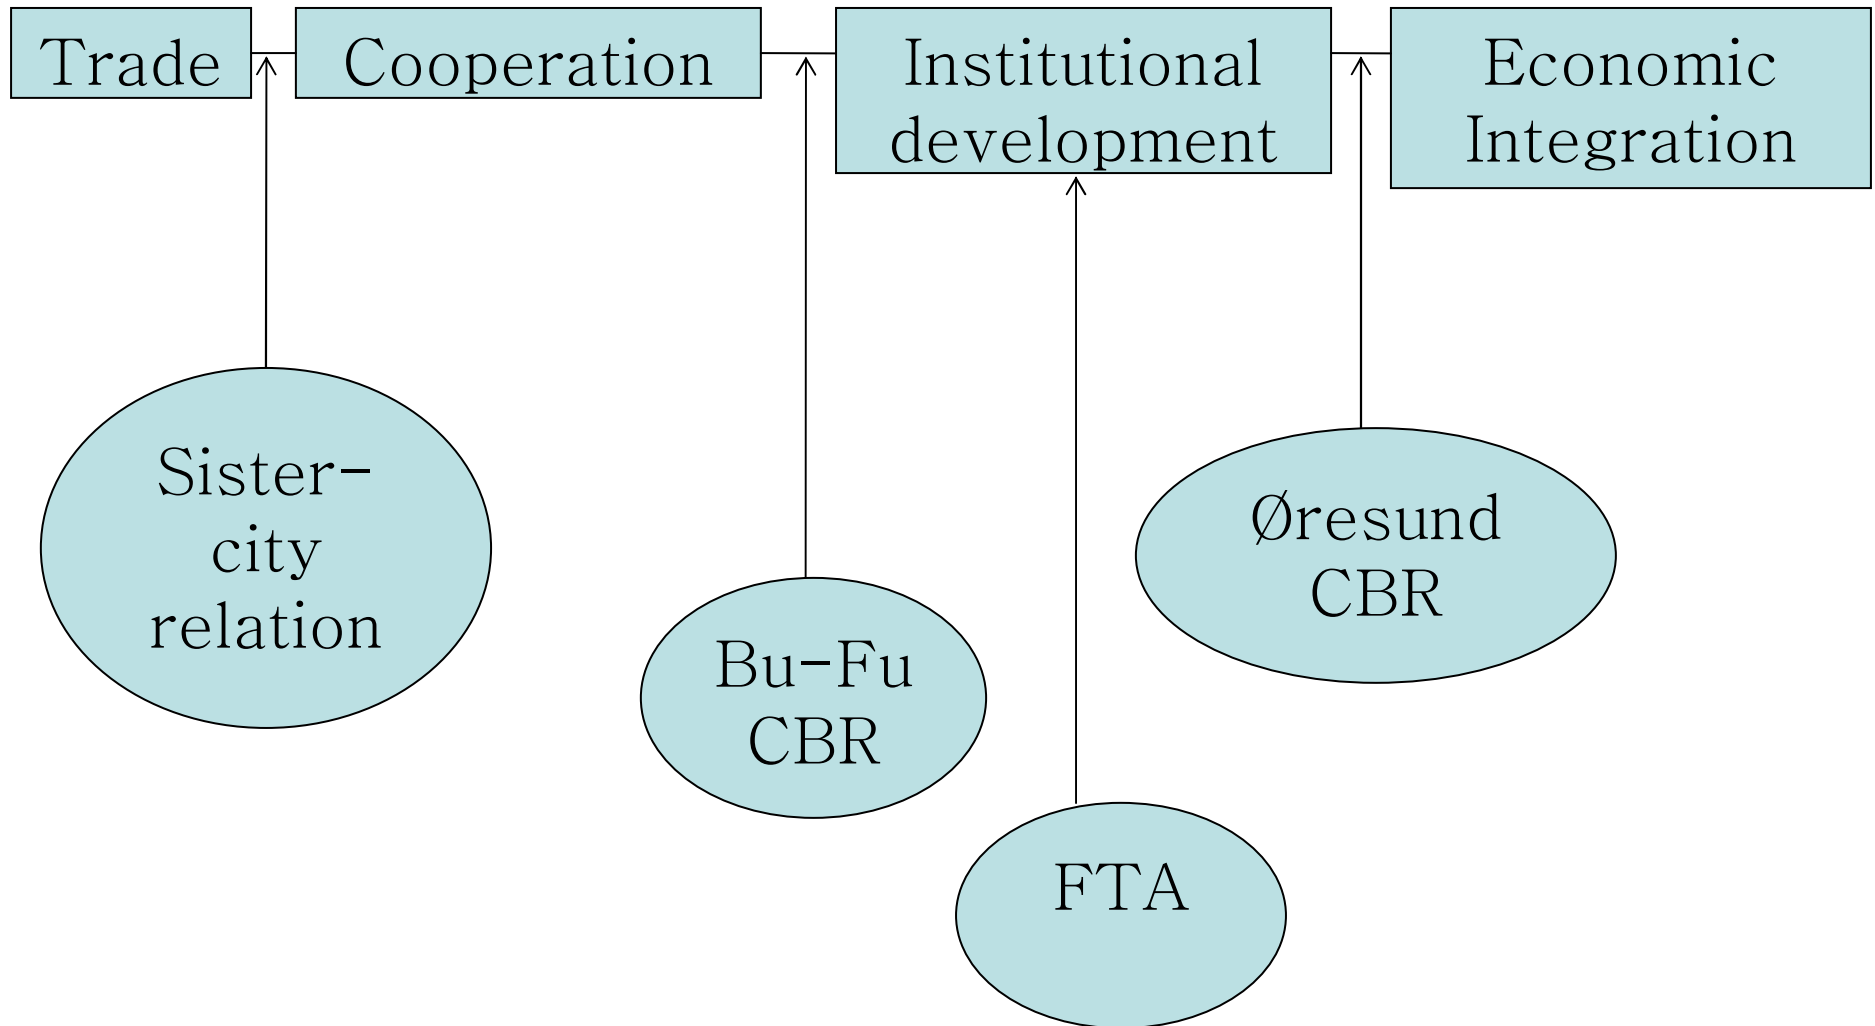 Trade
Cooperation
Institutional
development
Economic
Integration
Sister-
city
relation
Bu-Fu
CBR
FTA
Øresund
CBR